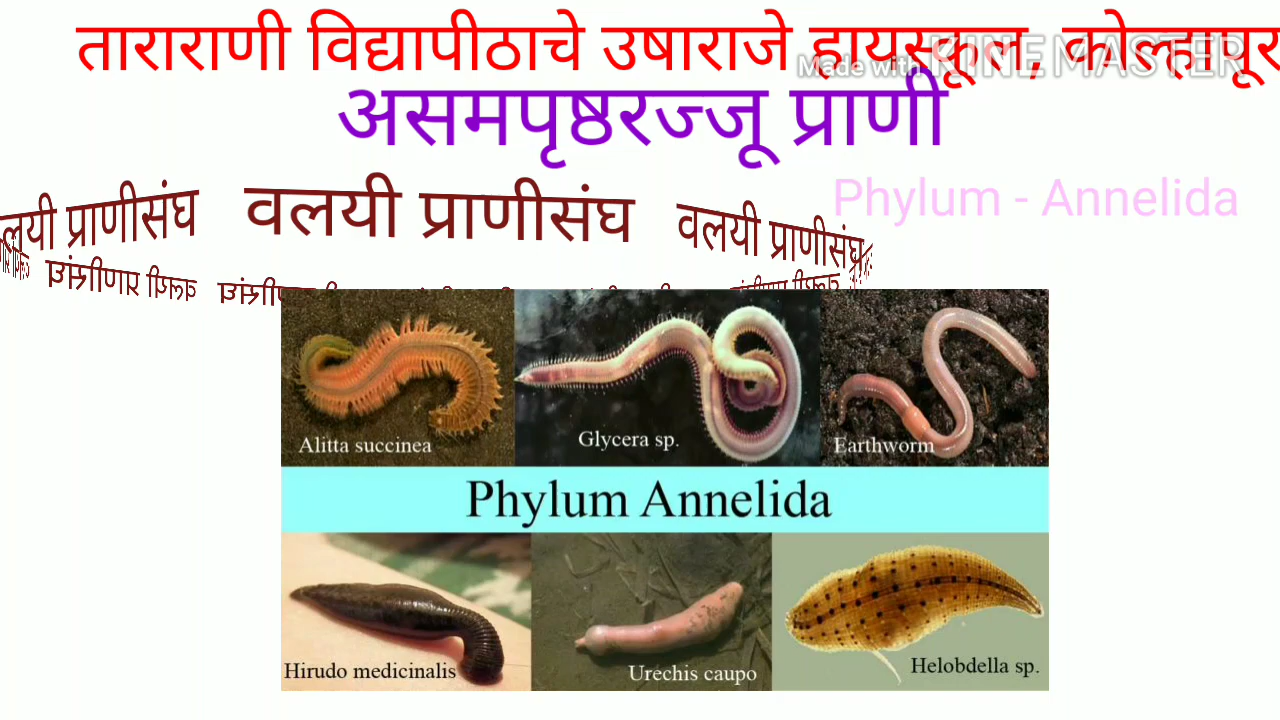 ताराराणी विद्यापीठाचे उषाराजे हायस्कूल, कोल्हापूर
Made with KINEMASTER
असमपृष्ठरज्जू प्राणी
वलयी प्राणीसंघ वलयी प्राणीसंघ
Phylum - Annelida
Alitta succinea
Glycera sp.
Earthworm
Phylum Annelida
Hirudo medicinalis
Urechis caupo
Helobdella sp.